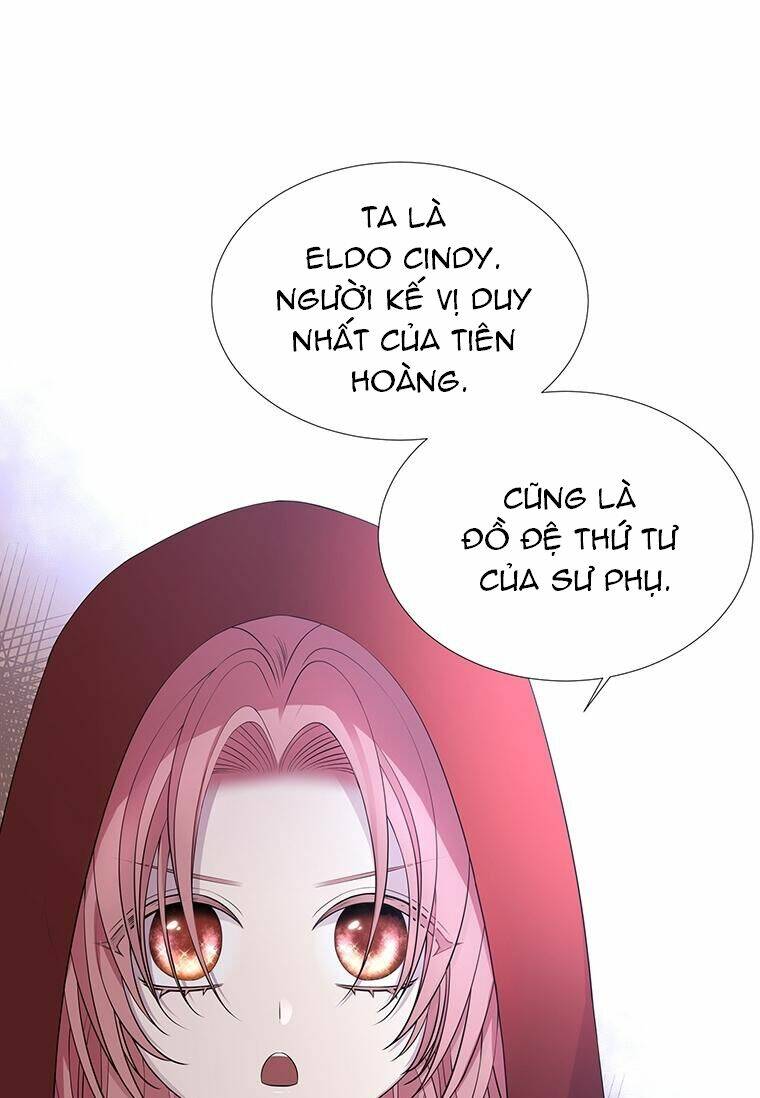 TA LÀ
ELDO CINDY.
NGƯỜI KẾ VỊ DUY
NHẤT CỦA TIÊN
HOÀNG.
CŨNG LÀ
ĐỒ ĐỆ THỨ TƯ
CỦA SƯ PHỤ.